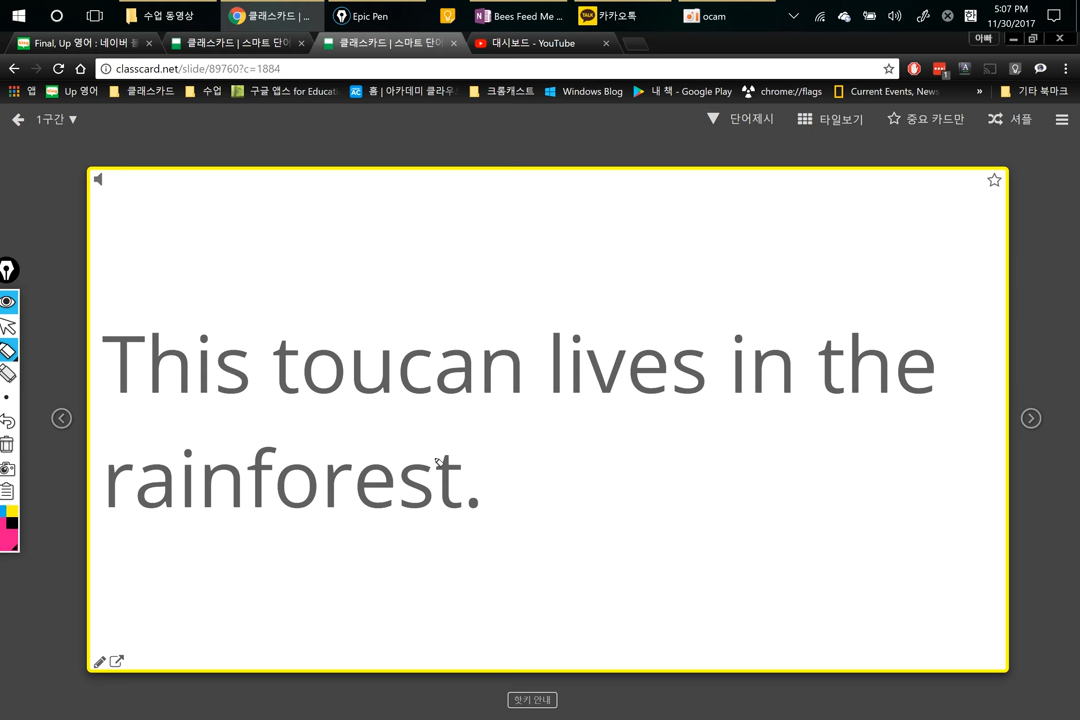 수업 동영상
클래스카드 | ...
Epic Pen
Bees Feed Me ...
TALK 카카오톡
ocam
한
5:07 PM
11/30/2017
Final, Up 영어 : 네이버 블
클래스카드 | 스마트 단어
클래스카드 | 스마트 단어
대시보드 - YouTube
아빠
classcard.net/slide/89760?c=1884
앱
Up 영어
클래스카드
수업
구글 앱스 for Educati
홈 | 아카데미 클라우
크롬캐스트
Windows Blog
내 책 - Google Play
chrome://flags
Current Events, News
»
기타 북마크
1구간 ▼
▼ 단어제시
타일보기
중요 카드만
셔플
This toucan lives in the
rainforest.
핫키 안내